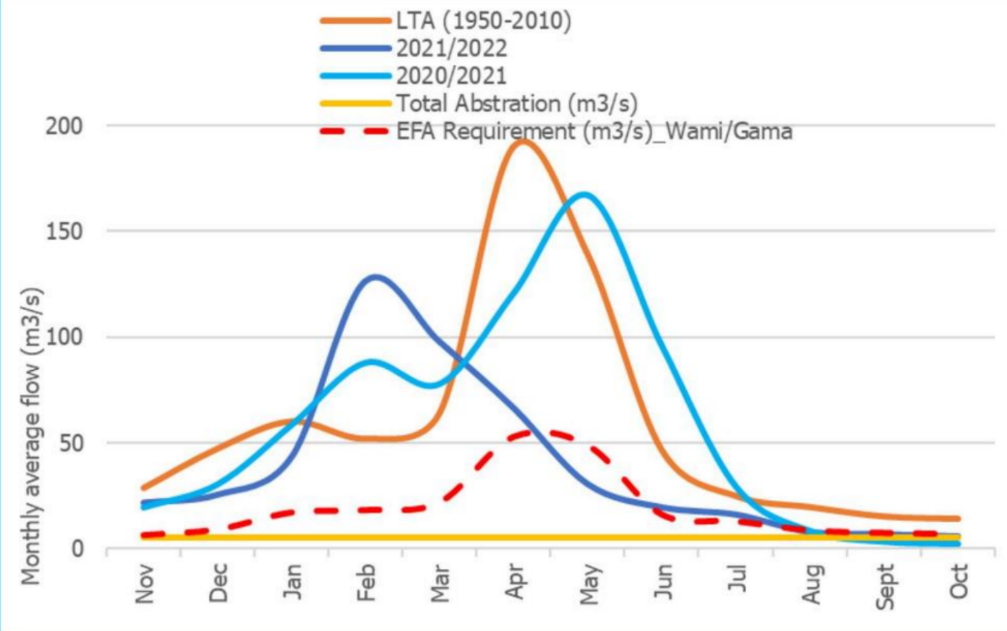 LTA (1950-2010)
2021/2022
2020/2021
Total Abstration (m3/s)
EFA Requirement (m3/s)_Wami/Gama
Monthly average flow (m3/s)
200
150
100
50
0
Nov
Dec
Jan
Feb
Mar
Apr
May
Jun
Jul
Aug
Sept
Oct